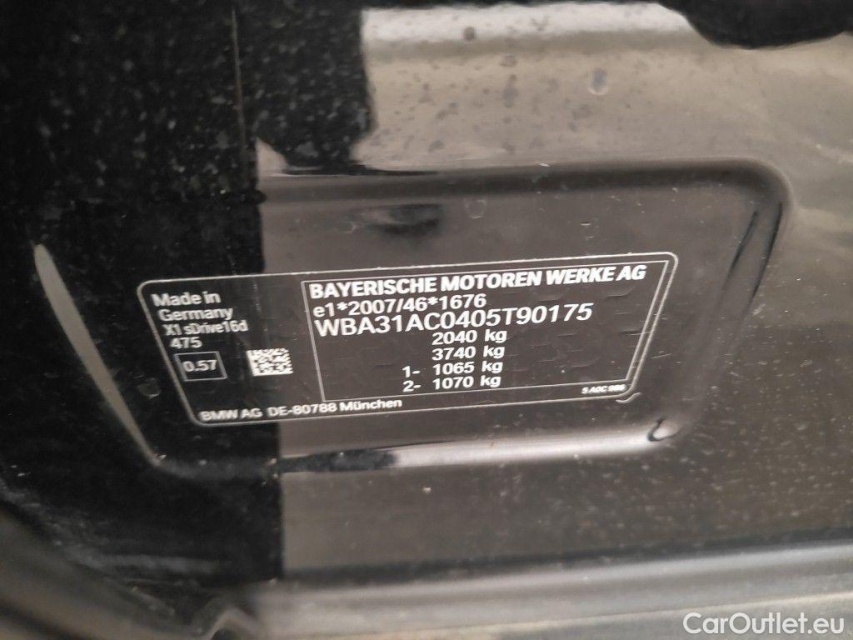 Made in
Germany
X1 sDrive16d
475
0.57
BAYERISCHE MOTOREN WERKE AG
e1*2007/46*1676
WBA31AC0405T90175
2040 kg
3740 kg
1- 1065 kg
2- 1070 kg
BMW AG DE-80788 München
CarOutlet.eu